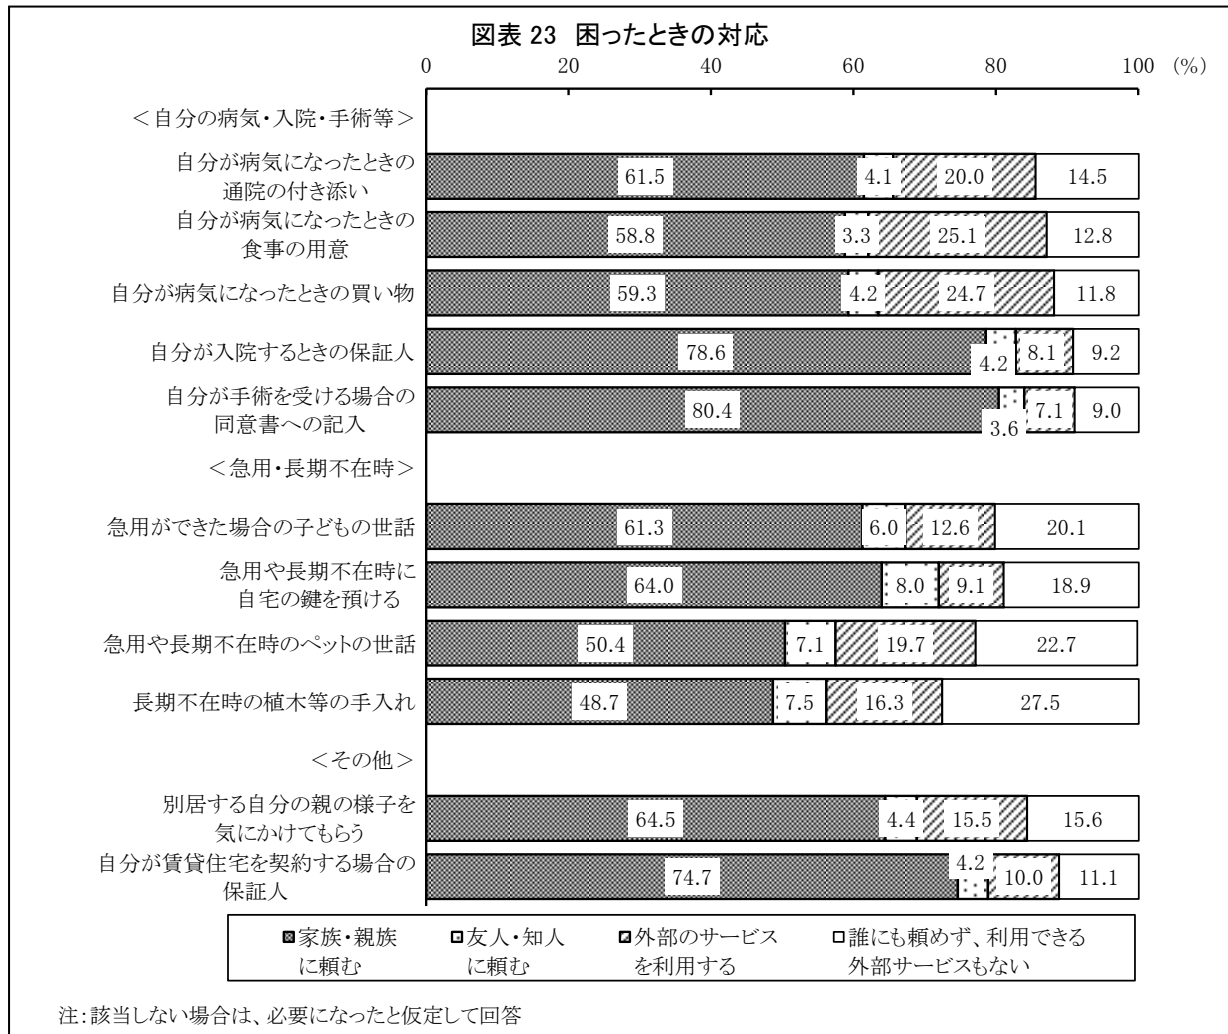 図表 23 困ったときの対応
0 20 40 60 80 100 (%)
＜自分の病気・入院・手術等＞
自分が病気になったときの
通院の付き添い
61.5 4.1 20.0 14.5
自分が病気になったときの
食事の用意
58.8 3.3 25.1 12.8
自分が病気になったときの買い物
59.3 4.2 24.7 11.8
自分が入院するときの保証人
78.6 4.2 8.1 9.2
自分が手術を受ける場合の
同意書への記入
80.4 3.6 7.1 9.0
＜急用・長期不在時＞
急用ができた場合の子どもの世話
61.3 6.0 12.6 20.1
急用や長期不在時に
自宅の鍵を預ける
64.0 8.0 9.1 18.9
急用や長期不在時のペットの世話
50.4 7.1 19.7 22.7
長期不在時の植木等の手入れ
48.7 7.5 16.3 27.5
＜その他＞
別居する自分の親の様子を
気にかけてもらう
64.5 4.4 15.5 15.6
自分が賃貸住宅を契約する場合の
保証人
74.7 4.2 10.0 11.1
家族・親族
に頼む
友人・知人
に頼む
外部のサービス
を利用する
誰にも頼めず、利用できる
外部サービスもない
注：該当しない場合は、必要になったと仮定して回答